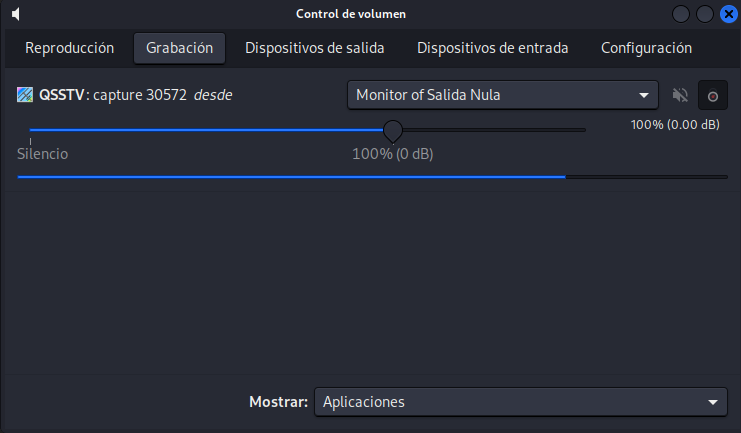 Control de volumen
Reproducción Grabación Dispositivos de salida Dispositivos de entrada Configuración
QSSTV: capture 30572 desde Monitor of Salida Nula
100% (0.00 dB)
Silencio 100% (0 dB)
Mostrar: Aplicaciones